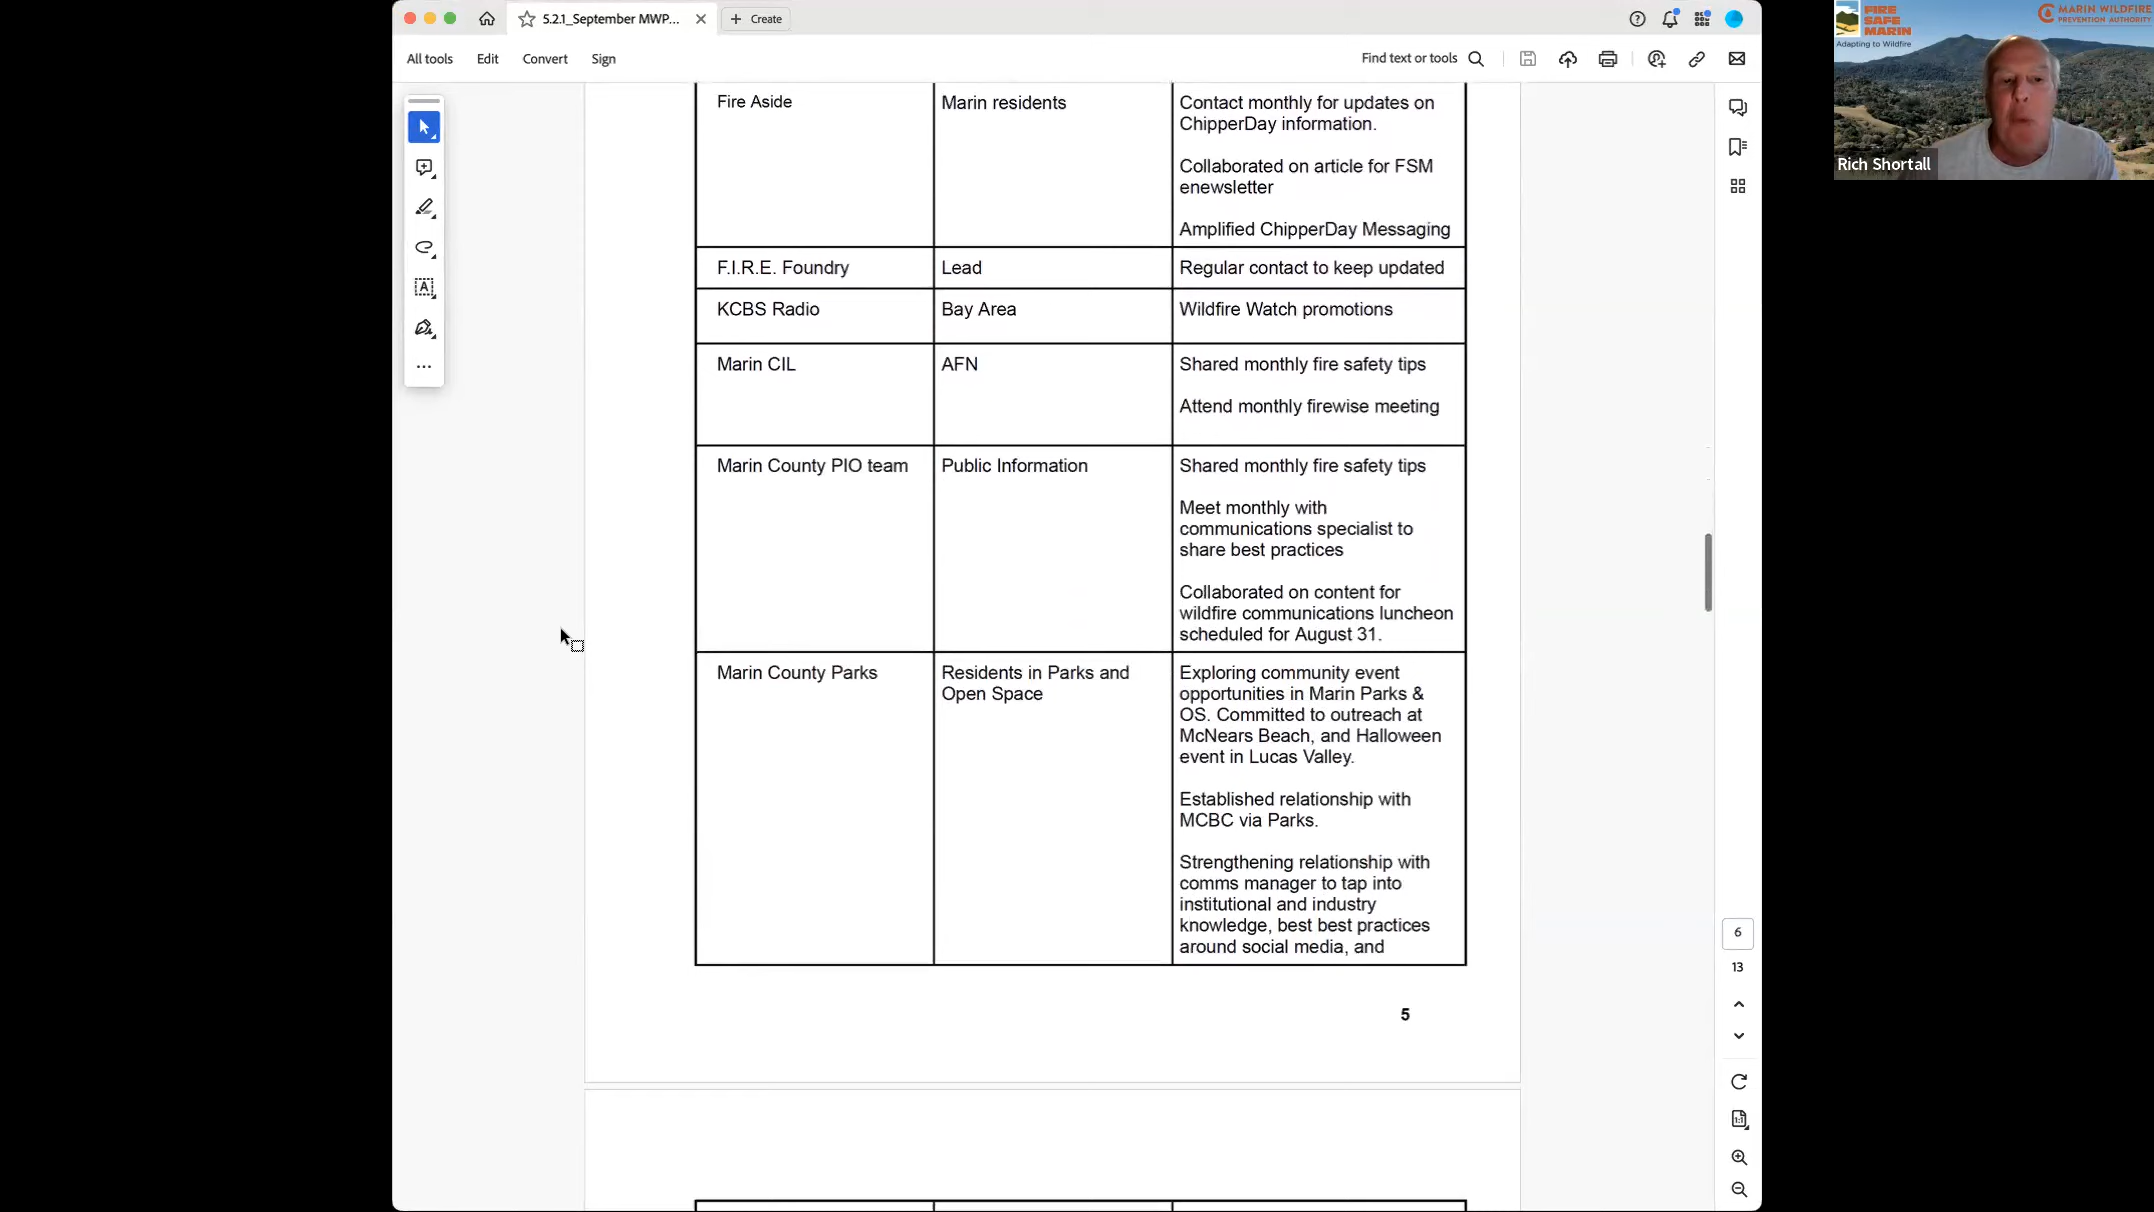 5.2.1_September MWP...
Create
All tools
Edit
Convert
Sign
Find text or tools
Fire Aside
Marin residents
Contact monthly for updates on
ChipperDay information.
Collaborated on article for FSM
enewsletter
Amplified ChipperDay Messaging
F.I.R.E. Foundry
Lead
Regular contact to keep updated
KCBS Radio
Bay Area
Wildfire Watch promotions
Marin CIL
AFN
Shared monthly fire safety tips
Attend monthly firewise meeting
Marin County PIO team
Public Information
Shared monthly fire safety tips
Meet monthly with
communications specialist to
share best practices
Collaborated on content for
wildfire communications luncheon
scheduled for August 31.
Marin County Parks
Residents in Parks and
Open Space
Exploring community event
opportunities in Marin Parks &
OS. Committed to outreach at
McNears Beach, and Halloween
event in Lucas Valley.
Established relationship with
MCBC via Parks.
Strengthening relationship with
comms manager to tap into
institutional and industry
knowledge, best best practices
around social media, and
5
6
13
FIRE
SAFE
MARIN
Adapting to Wildfire
MARIN WILDFIRE
PREVENTION AUTHORITY
Rich Shortall